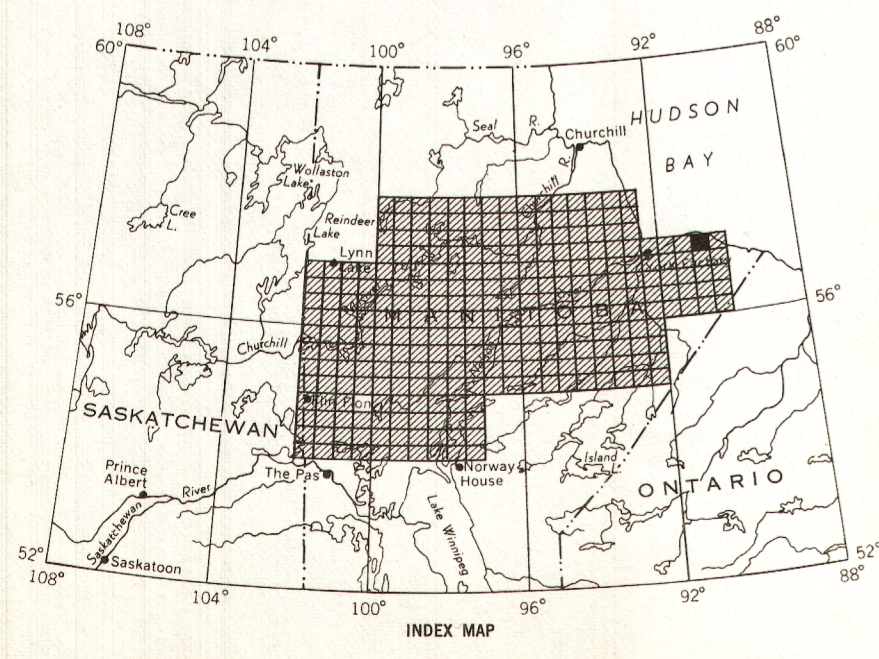 108°
104°
100°
96°
92°
88°
60°
60°
HUDSON
BAY
Seal R.
Churchill
Churchill R.
Wollaston
Lake
Cree
L.
Reindeer
Lake
Lynn
Lake
MANITOBA
56°
56°
Churchill
Nelson
Flin Flon
SASKATCHEWAN
Prince
Albert
River
Saskatchewan
The Pas
Norway
House
Island
L.
ONTARIO
Lake Winnipeg
Saskatoon
52°
52°
108°
104°
100°
96°
92°
88°
INDEX MAP